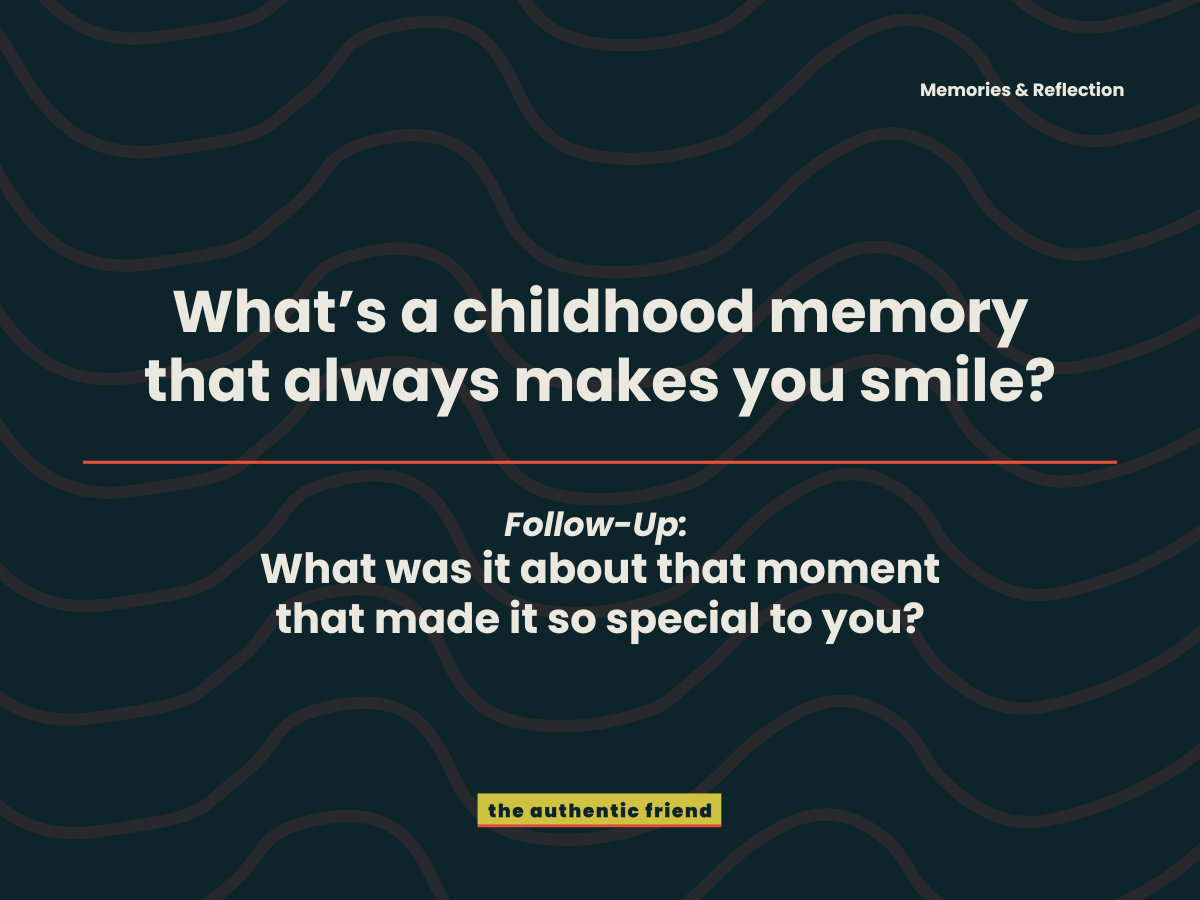 Memories & Reflection
What’s a childhood memory
that always makes you smile?
Follow-Up:
What was it about that moment
that made it so special to you?
the authentic friend